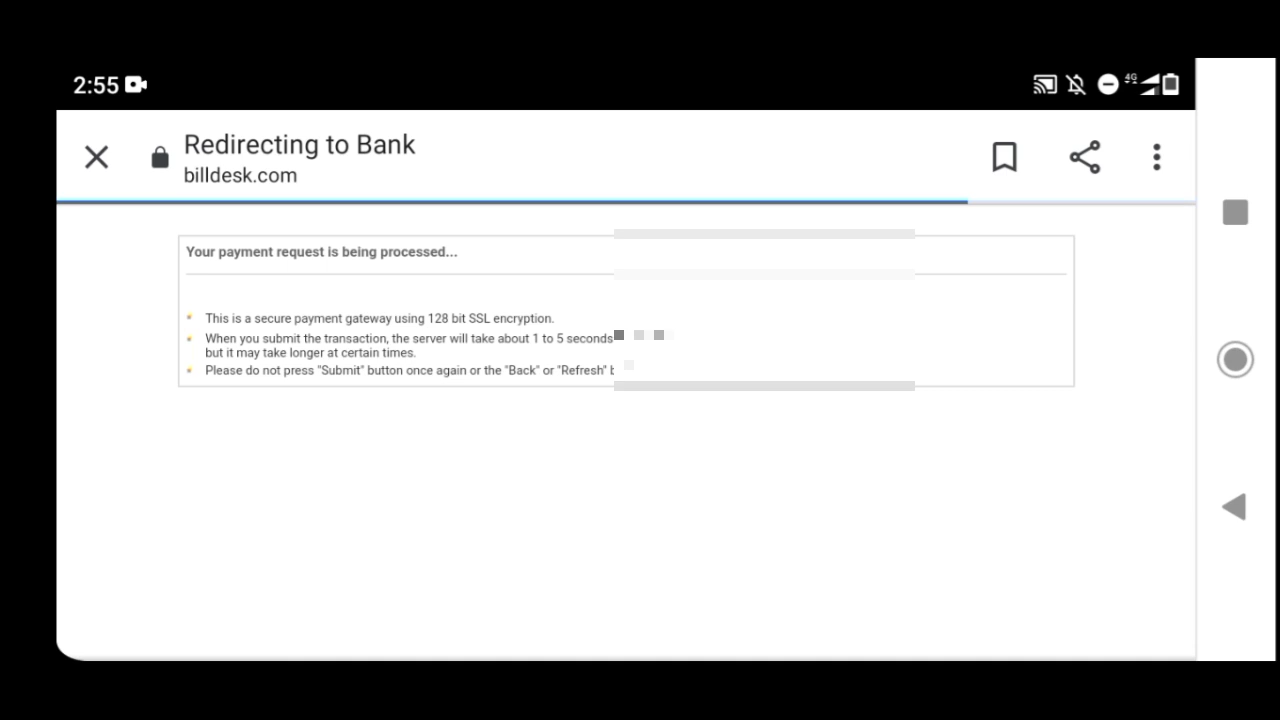 2:55
4G
Redirecting to Bank
billdesk.com
Your payment request is being processed...
This is a secure payment gateway using 128 bit SSL encryption.
When you submit the transaction, the server will take about 1 to 5 seconds
but it may take longer at certain times.
Please do not press "Submit" button once again or the "Back" or "Refresh"